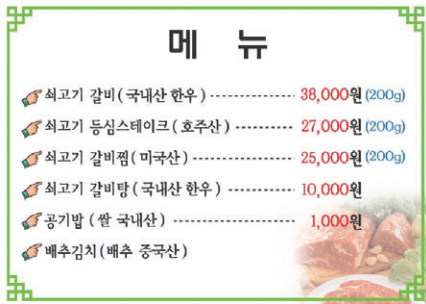 메 뉴
쇠고기 갈비(국내산 한우) ---------------- 38,000원 (200g)
쇠고기 등심스테이크(호주산) ----------- 27,000원 (200g)
쇠고기 갈비찜(미국산) ------------------ 25,000원 (200g)
쇠고기 갈비탕(국내산 한우) ------------- 10,000원
공기밥 (쌀 국내산) ----------------------- 1,000원
배추김치(배추 중국산)